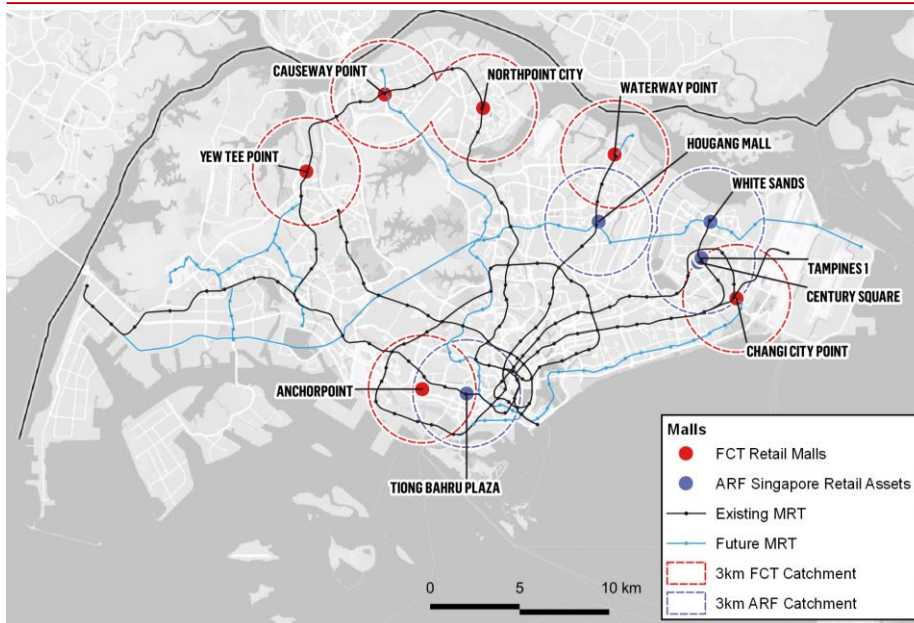 CAUSEWAY POINT
NORTHPOINT CITY
WATERWAY POINT
HOUGANG MALL
YEW TEE POINT
WHITE SANDS
TAMPINES 1
CENTURY SQUARE
CHANGI CITY POINT
ANCHORPOINT
TIONG BAHRU PLAZA
Malls
FCT Retail Malls
ARF Singapore Retail Assets
Existing MRT
Future MRT
3km FCT Catchment
3km ARF Catchment
0 5 10 km